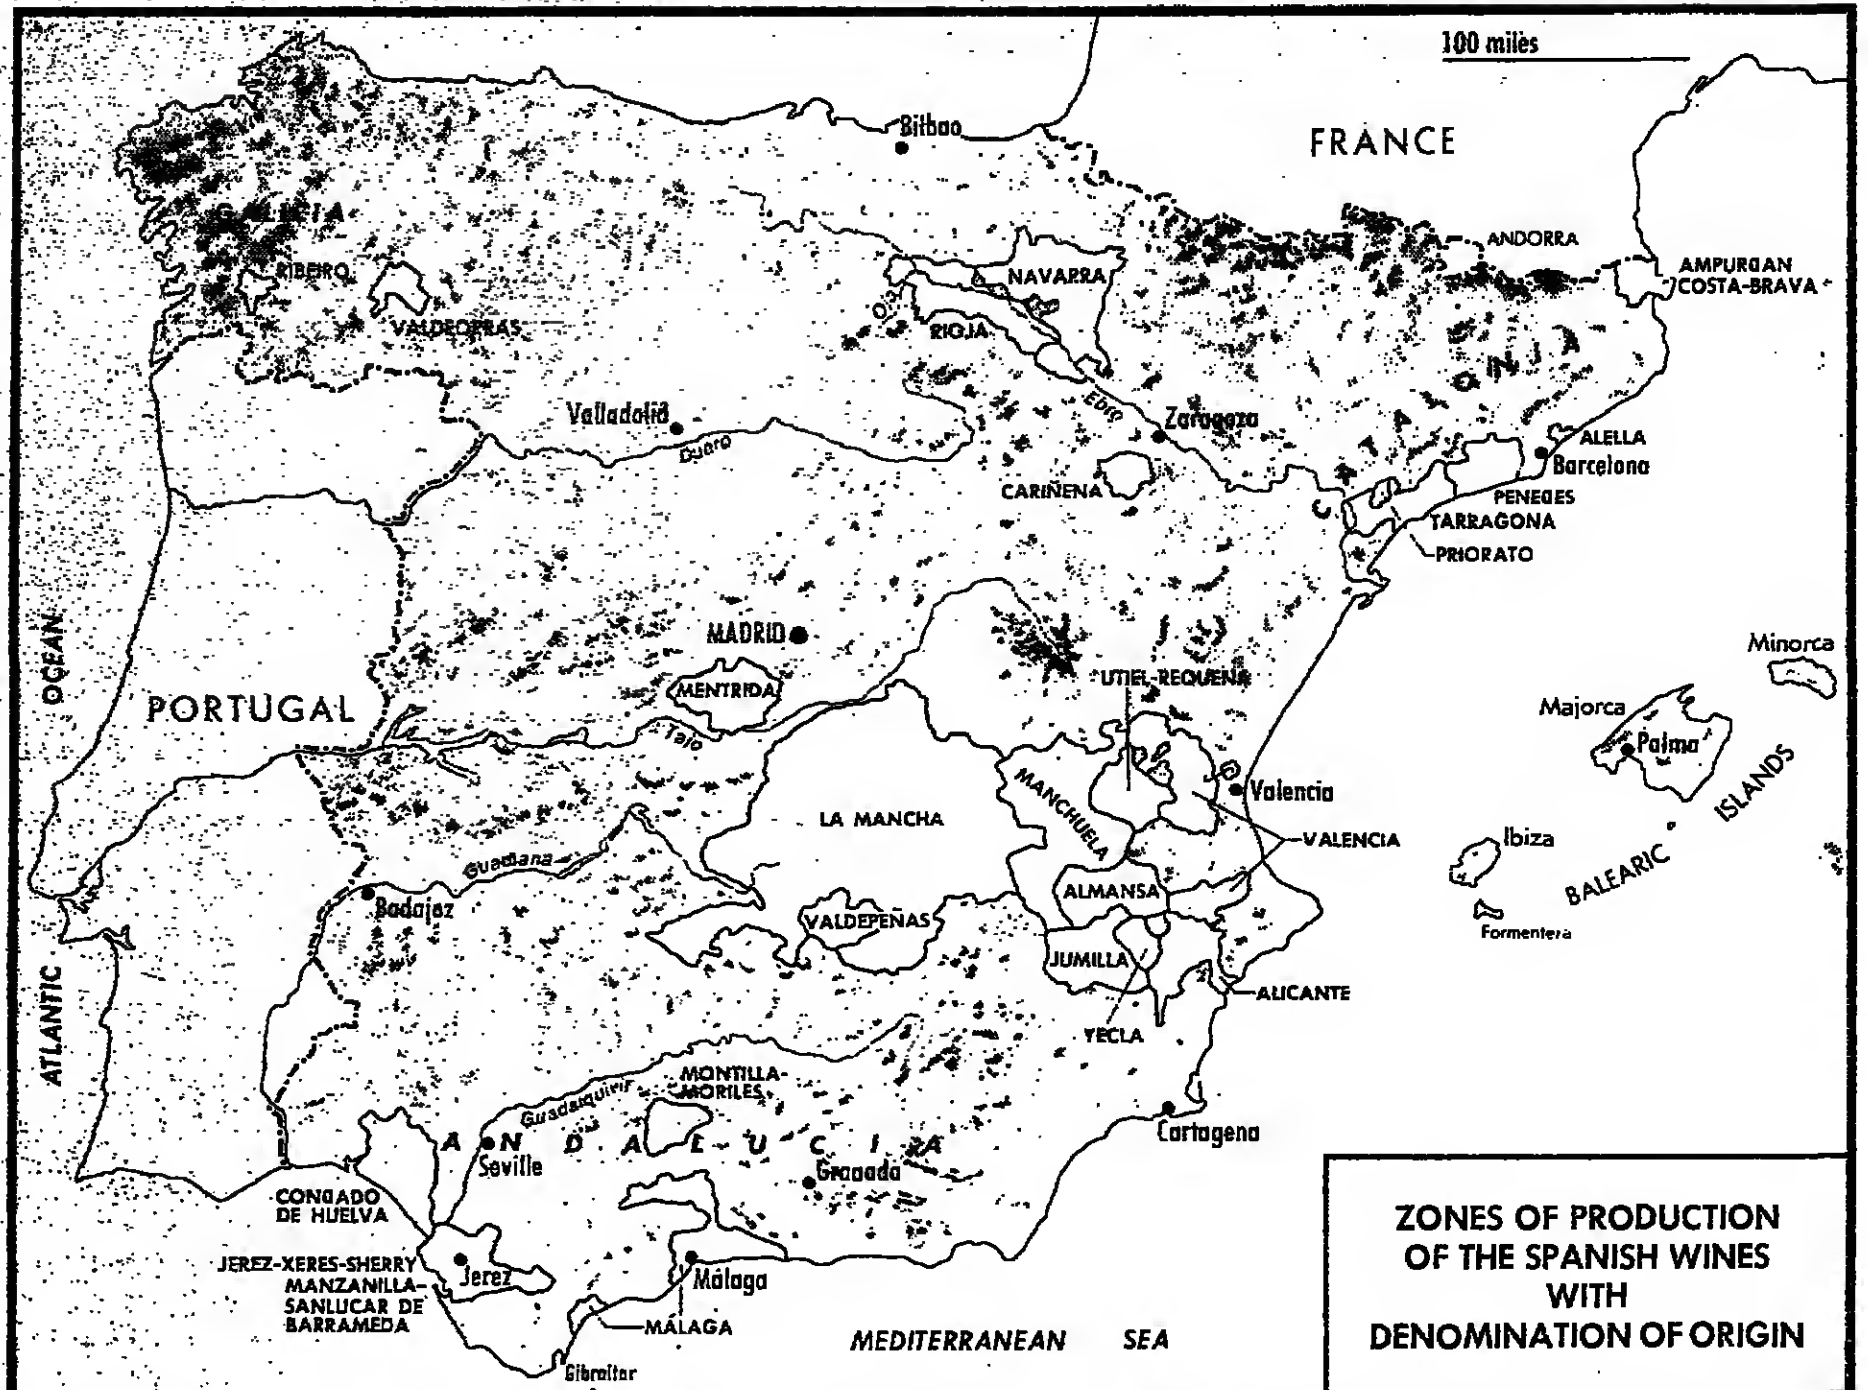 100 miles
FRANCE
Bilbao
GALICIA
ANDORRA
RIBEIRO
NAVARRA
AMPURDAN
COSTA-BRAVA
VALDEORRAS
RIOJA
CATALONIA
Ebro
Valladolid
Duero
Zaragoza
ALELLA
Barcelona
CARIÑENA
PENEDES
TARRAGONA
PRIORATO
OCEAN
MADRID
Minorca
UTIEL-REQUENA
MENTRIDA
PORTUGAL
Majorca
Tajo
Palma
MANCHUELA
Valencia
ISLANDS
LA MANCHA
VALENCIA
Ibiza
Guadiana
BALEARIC
ALMANSA
Badajoz
VALDEPEÑAS
Formentera
JUMILLA
ATLANTIC
ALICANTE
YECLA
MONTILLA-
MORILES
Guadalquivir
ANDALUCIA
Cartagena
Seville
Granada
CONDADO
DE HUELVA
JEREZ-XERES-SHERRY
MANZANILLA-
SANLUCAR DE
BARRAMEDA
Jerez
Málaga
MÁLAGA
MEDITERRANEAN SEA
Gibraltar
ZONES OF PRODUCTION
OF THE SPANISH WINES
WITH
DENOMINATION OF ORIGIN